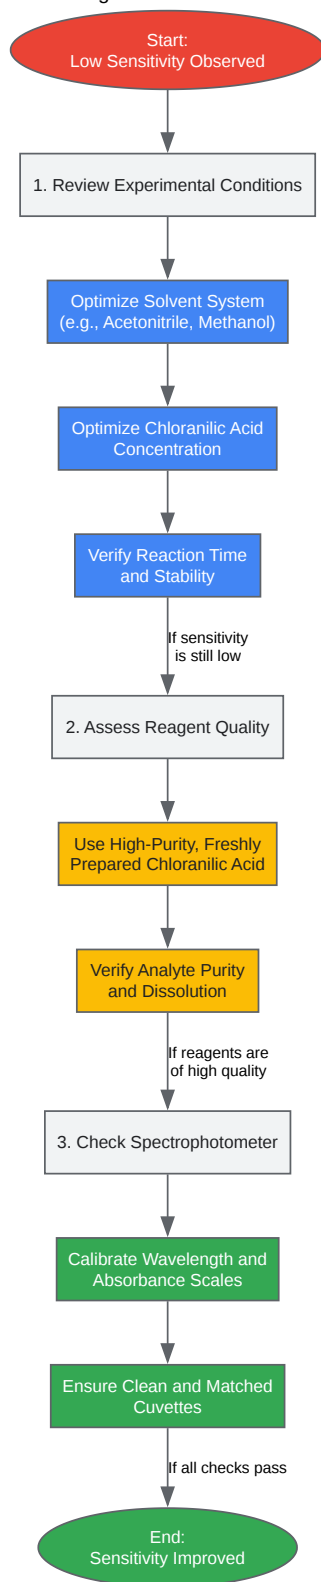 Start:
Low Sensitivity Observed
1. Review Experimental Conditions
Optimize Solvent System
(e.g., Acetonitrile, Methanol)
Optimize Chloranilic Acid
Concentration
Verify Reaction Time
and Stability
If sensitivity
is still low
2. Assess Reagent Quality
Use High-Purity, Freshly
Prepared Chloranilic Acid
Verify Analyte Purity
and Dissolution
If reagents are
of high quality
3. Check Spectrophotometer
Calibrate Wavelength and
Absorbance Scales
Ensure Clean and Matched
Cuvettes
If all checks pass
End:
Sensitivity Improved